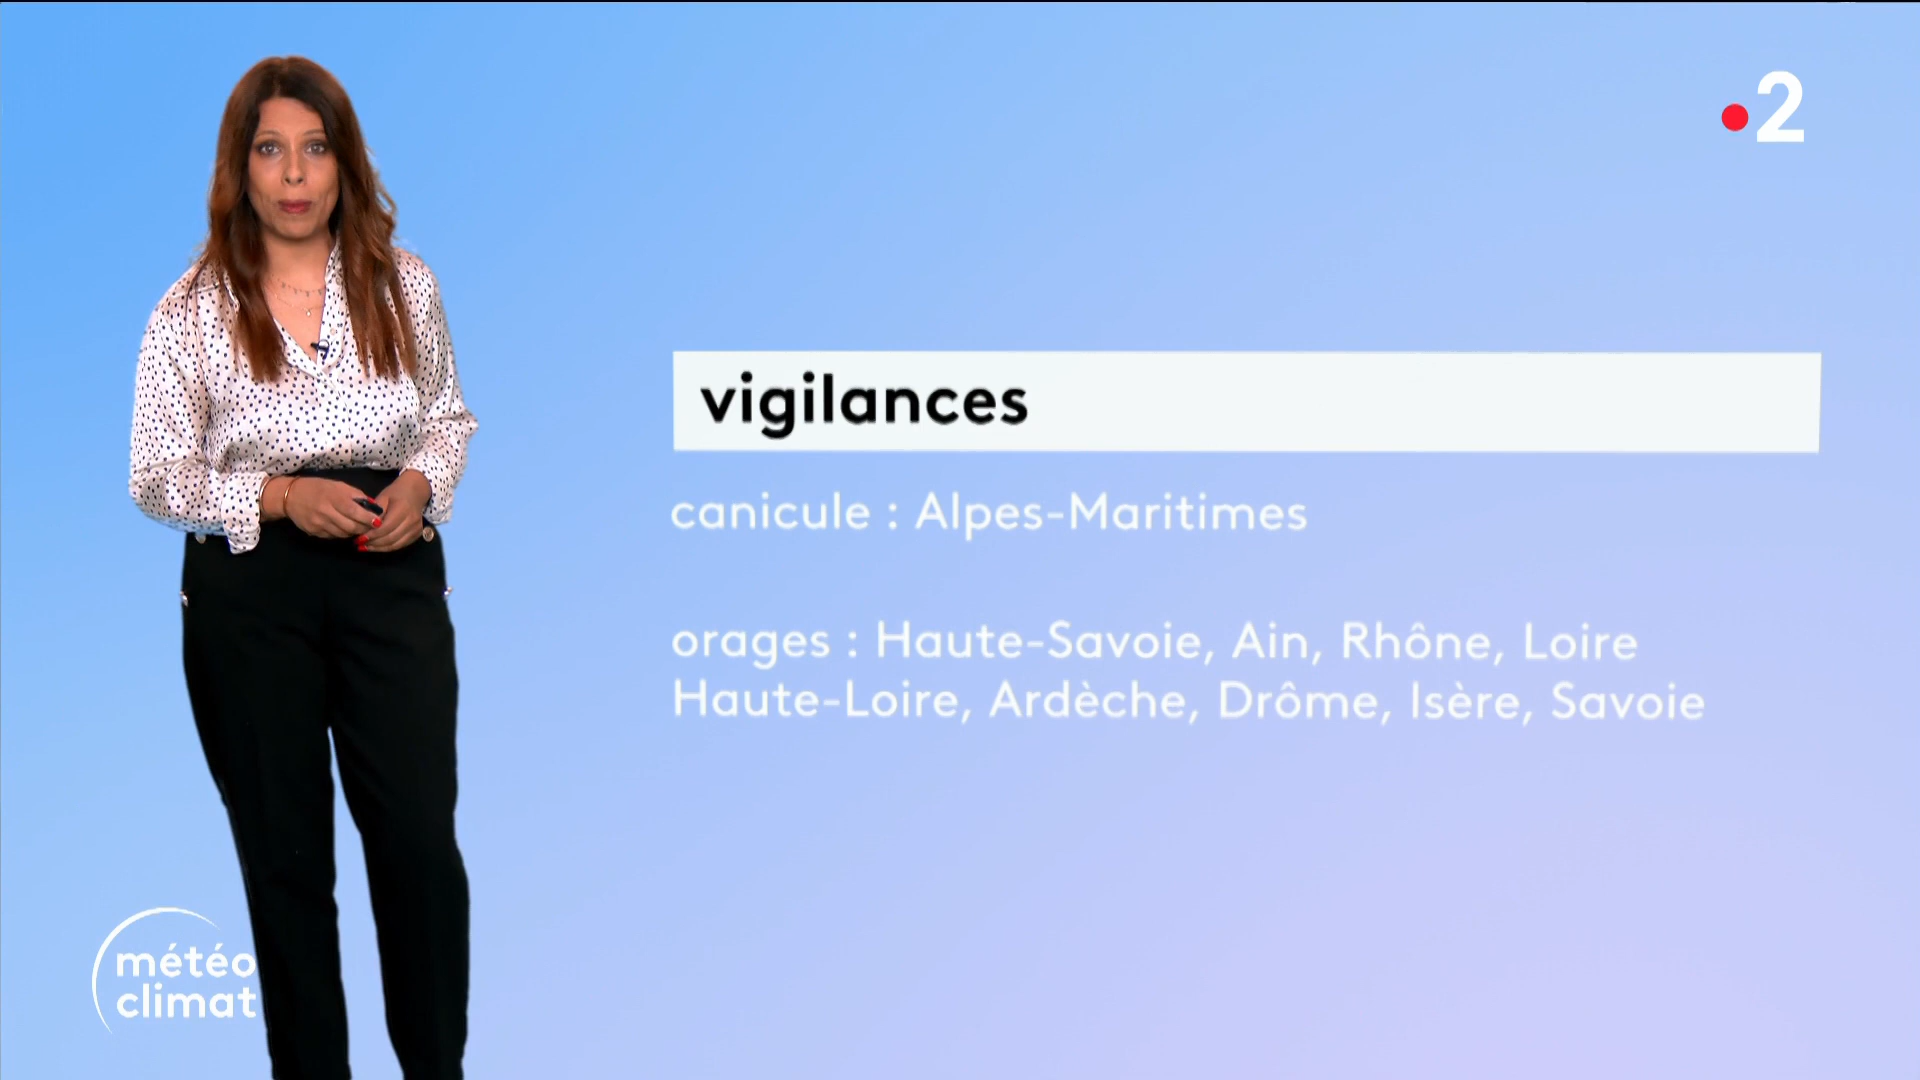 2
vigilances
canicule : Alpes-Maritimes
orages : Haute-Savoie, Ain, Rhône, Loire
Haute-Loire, Ardèche, Drôme, Isère, Savoie
météo
climat